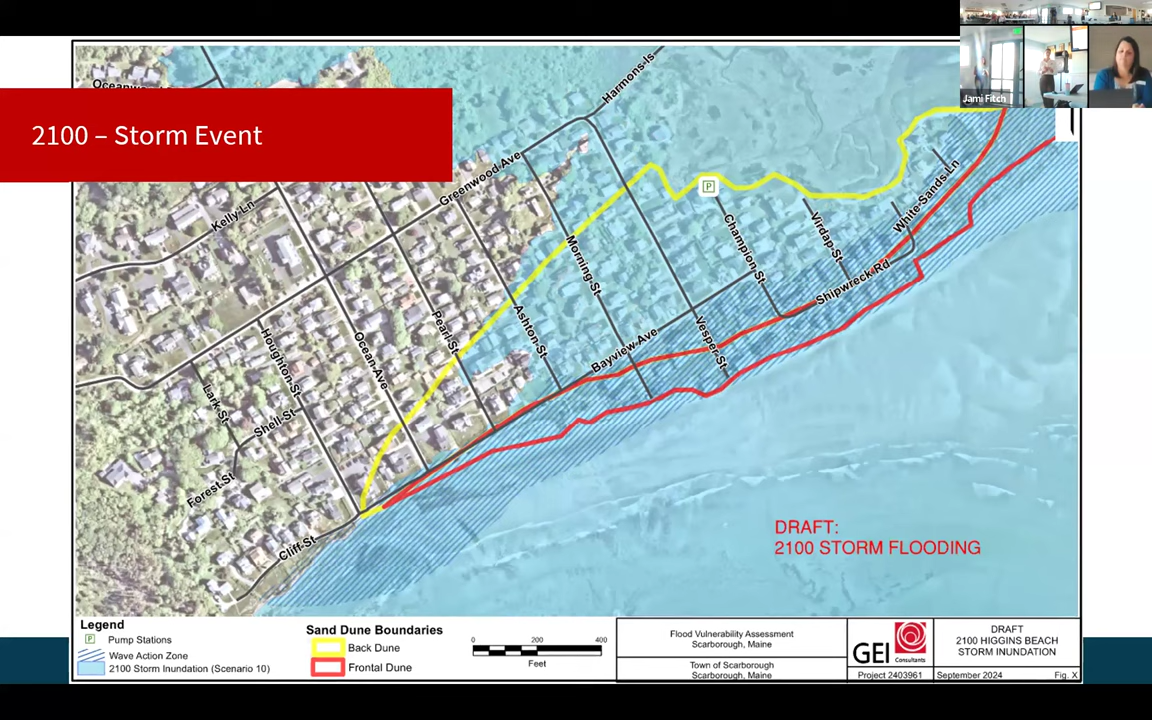 Jami Fitch
2100 – Storm Event
Harmons Is
Greenwood Ave
Kelly Ln
White Sands Ln
Champion St
Virdap St
Morning St
Shipwreck Rd
Ashton St
Pearl St
Vesper St
Bayview Ave
Houghton St
Ocean Ave
Lark St
Shell St
Forest St
Cliff St
DRAFT:
2100 STORM FLOODING
Legend
P Pump Stations
Wave Action Zone
2100 Storm Inundation (Scenario 10)
Sand Dune Boundaries
Back Dune
Frontal Dune
0 200 400
Feet
Flood Vulnerability Assessment
Scarborough, Maine
Town of Scarborough
Scarborough, Maine
GEI Consultants
Project 2403961
DRAFT
2100 HIGGINS BEACH
STORM INUNDATION
September 2024 Fig. X